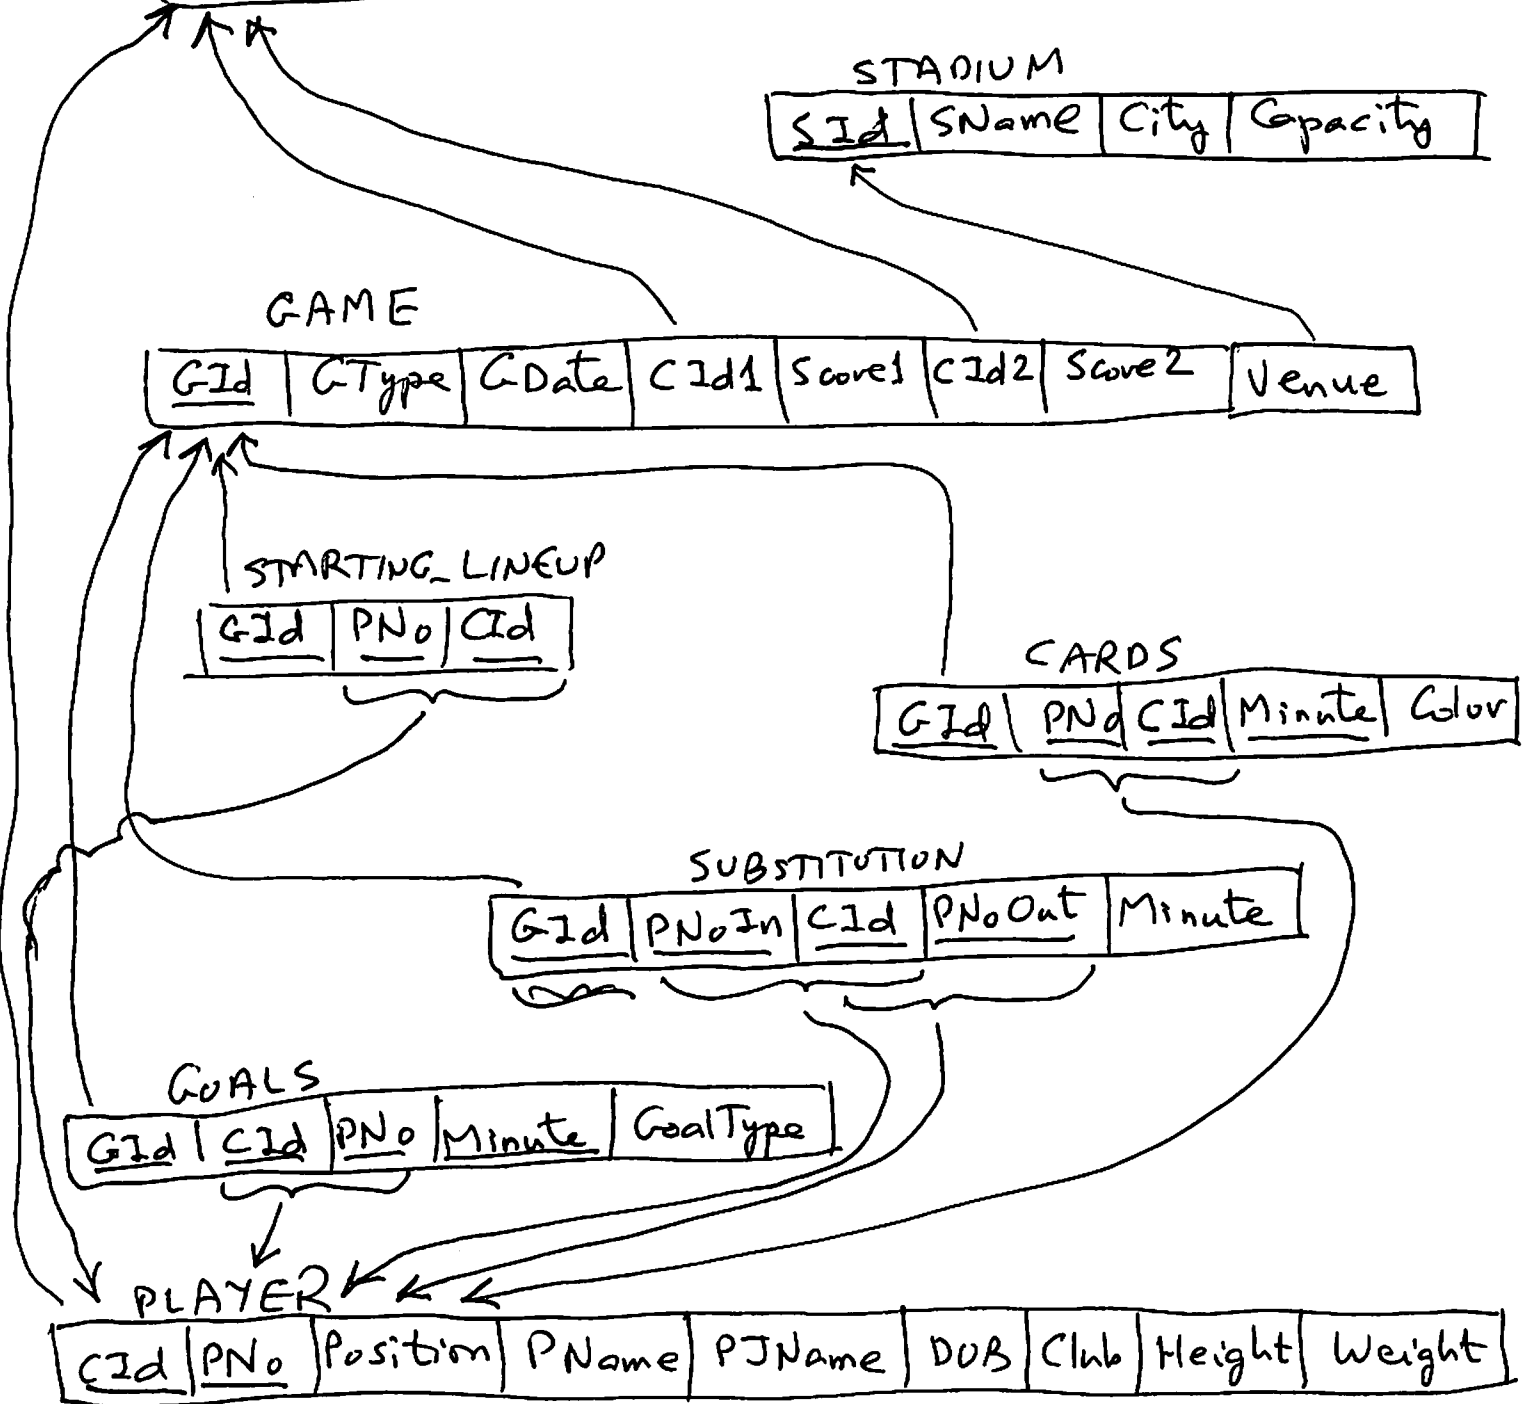 STADIUM
SId SName City Capacity
GAME
GId GType GDate CId1 Score1 CId2 Score2 Venue
STARTING_LINEUP
GId PNo CId
CARDS
GId PNo CId Minute Color
SUBSTITUTION
GId PNoIn CId PNoOut Minute
GOALS
GId CId PNo Minute GoalType
PLAYER
CId PNo Position PName PJName DOB Club Height Weight